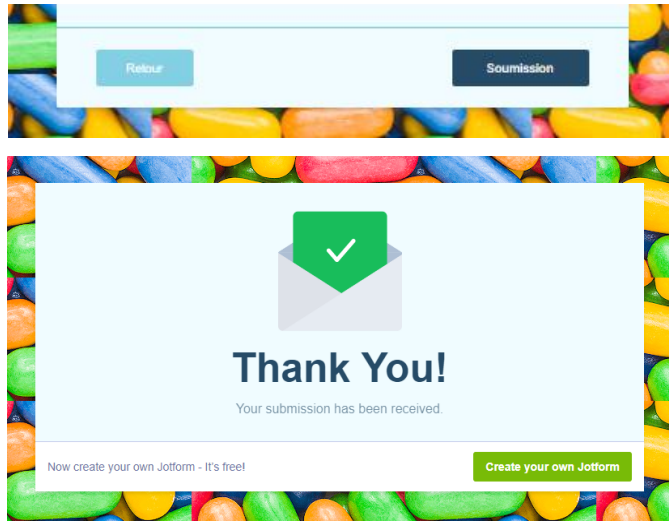 Retour
Soumission
Thank You!
Your submission has been received.
Now create your own Jotform - It's free!
Create your own Jotform